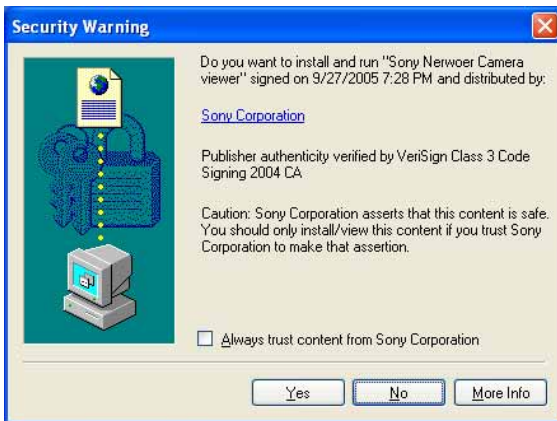 Security Warning
Do you want to install and run "Sony Nerwoer Camera
viewer" signed on 9/27/2005 7:28 PM and distributed by:
Sony Corporation
Publisher authenticity verified by VeriSign Class 3 Code
Signing 2004 CA
Caution: Sony Corporation asserts that this content is safe.
You should only install/view this content if you trust Sony
Corporation to make that assertion.
Always trust content from Sony Corporation
Yes
No
More Info